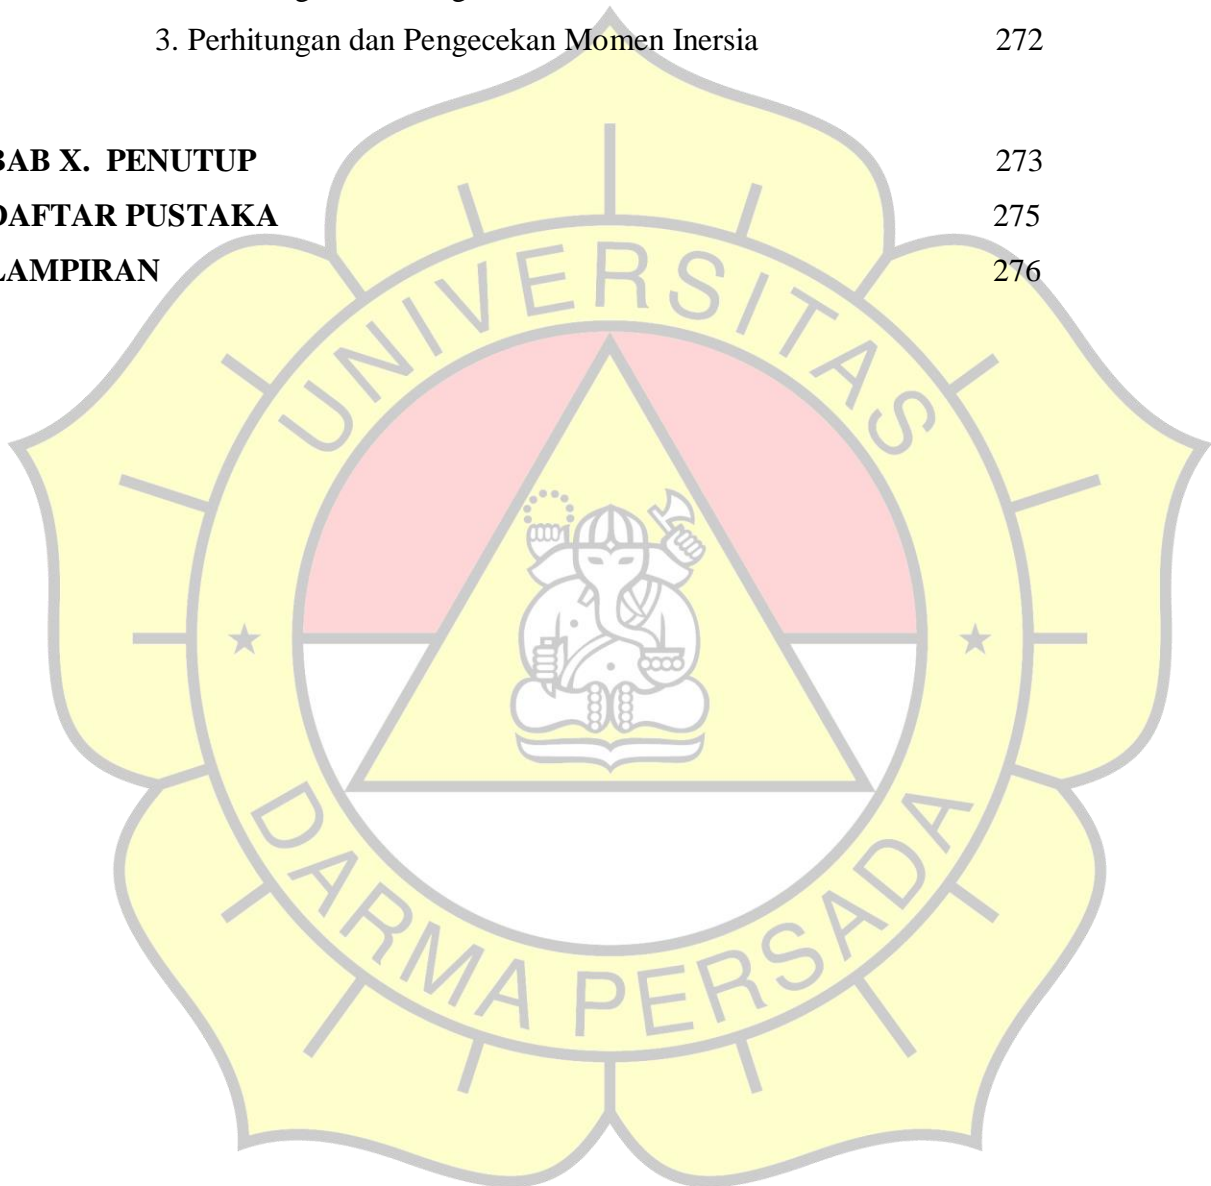 3. Perhitungan dan Pengecekan Momen Inersia 272
BAB X. PENUTUP 273
DAFTAR PUSTAKA 275
LAMPIRAN 276
UNIVERSITAS
DARMA PERSADA